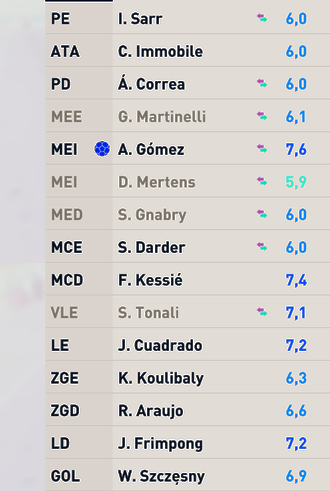 PE I. Sarr 6,0
ATA C. Immobile 6,0
PD Á. Correa 6,0
MEE G. Martinelli 6,1
MEI A. Gómez 7,6
MEI D. Mertens 5,9
MED S. Gnabry 6,0
MCE S. Darder 6,0
MCD F. Kessié 7,4
VLE S. Tonali 7,1
LE J. Cuadrado 7,2
ZGE K. Koulibaly 6,3
ZGD R. Araujo 6,6
LD J. Frimpong 7,2
GOL W. Szczęsny 6,9